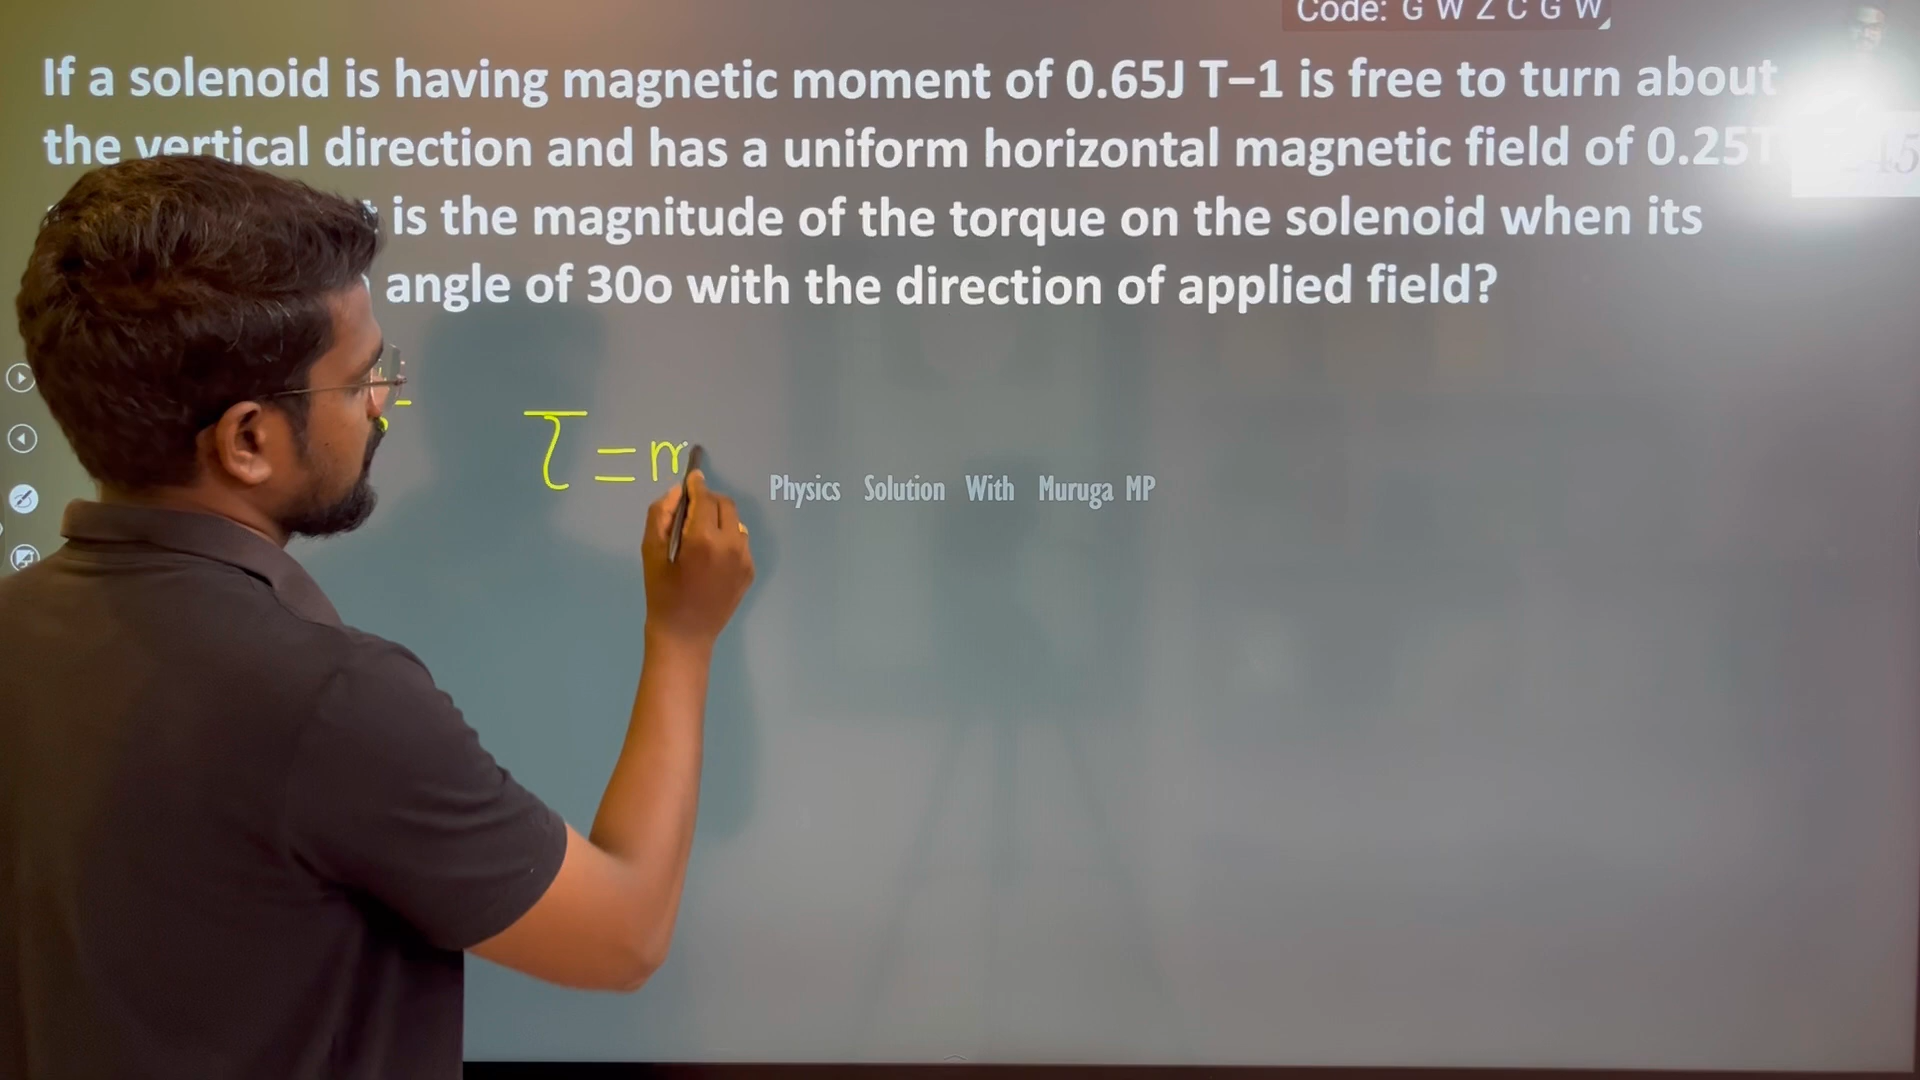 Code: G W Z C G W
If a solenoid is having magnetic moment of 0.65J T−1 is free to turn about
the vertical direction and has a uniform horizontal magnetic field of 0.25T
is the magnitude of the torque on the solenoid when its
angle of 30o with the direction of applied field?
τ = m
Physics Solution With Muruga MP